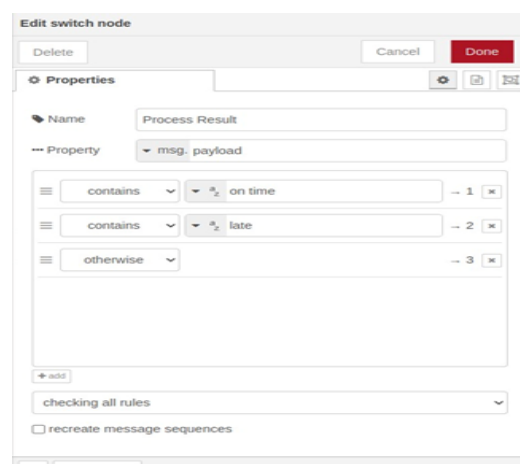 Edit switch node
Delete Cancel Done
Properties
Name Process Result
Property msg. payload
contains a z on time → 1
contains a z late → 2
otherwise → 3
+ add
checking all rules
recreate message sequences